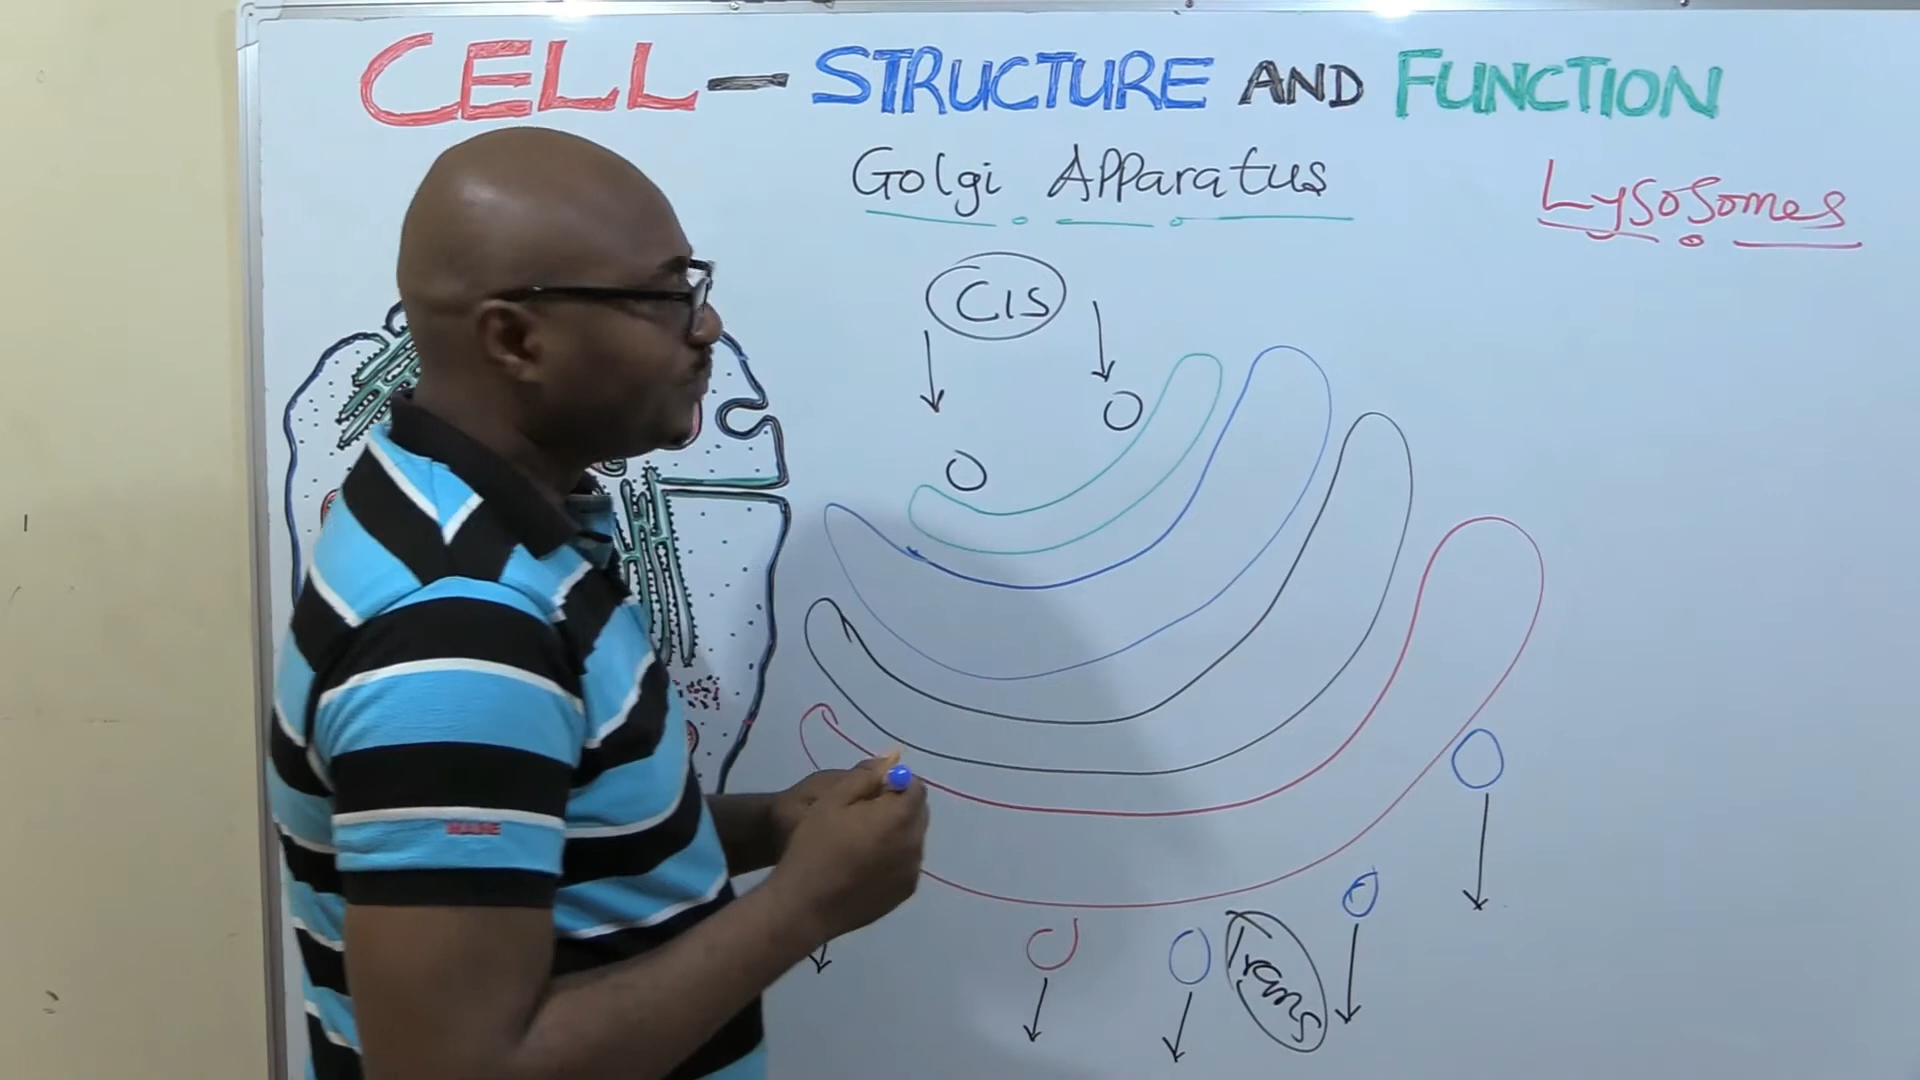 CELL - STRUCTURE AND FUNCTION
Golgi Apparatus
Lysosomes
CIS
Trans